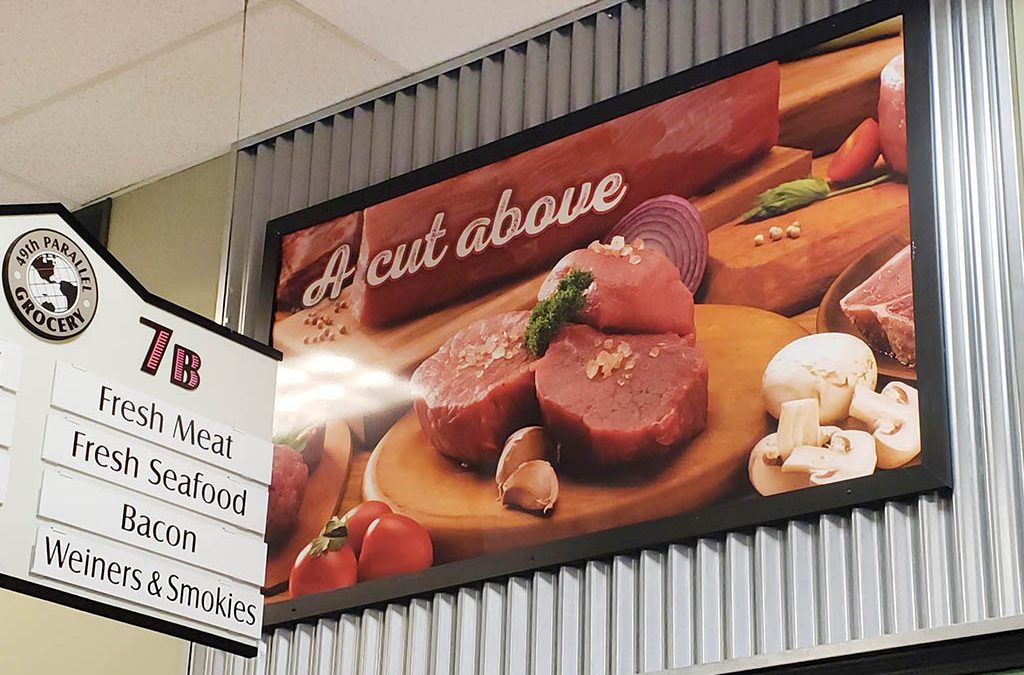 49th PARALLEL
GROCERY
7B
Fresh Meat
Fresh Seafood
Bacon
Weiners & Smokies
A cut above